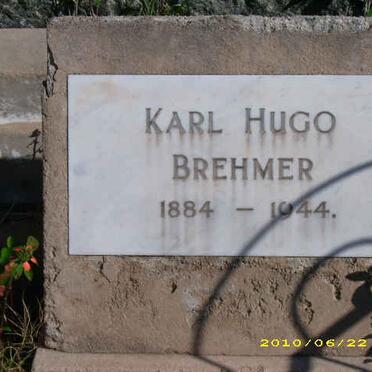 KARL HUGO
BREHMER
1884 – 1944.
2010/06/22